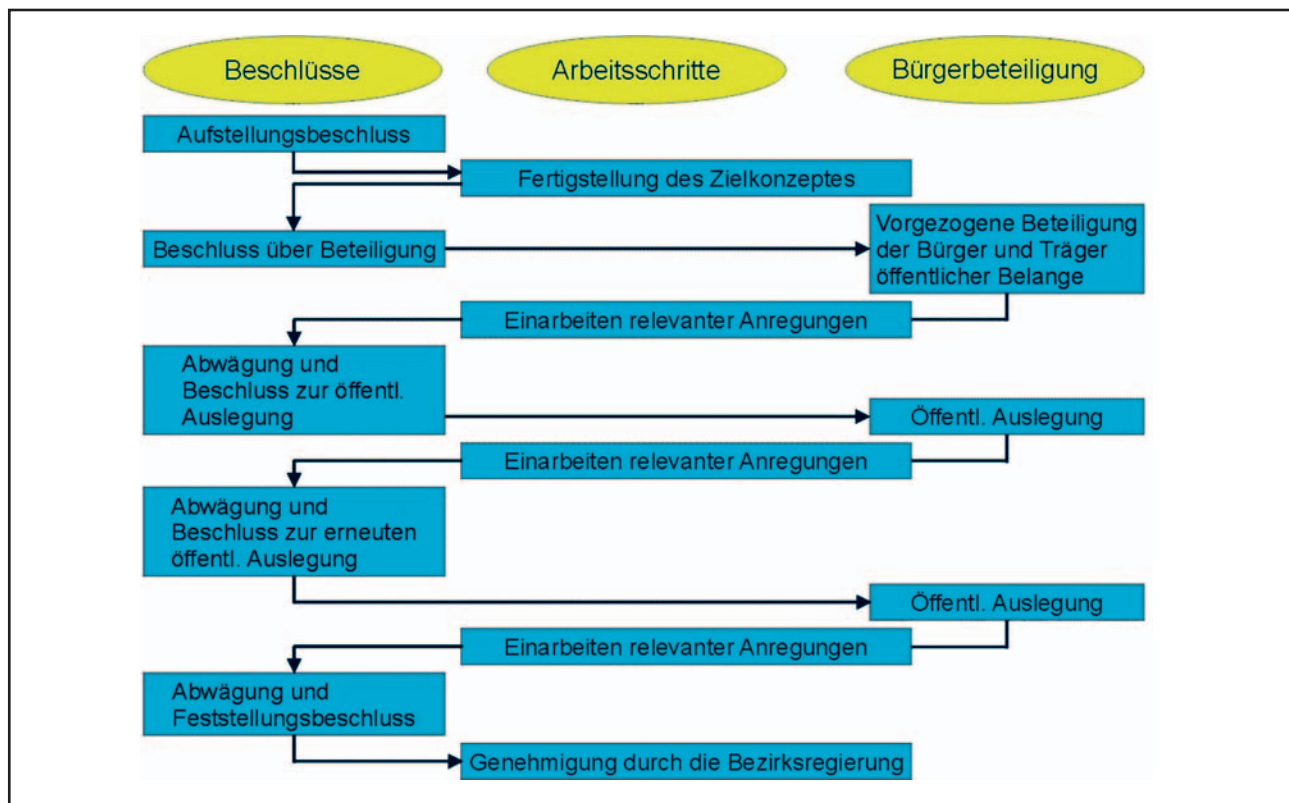 Beschlüsse
Arbeitsschritte
Bürgerbeteiligung
Aufstellungsbeschluss
Fertigstellung des Zielkonzeptes
Beschluss über Beteiligung
Vorgezogene Beteiligung
der Bürger und Träger
öffentlicher Belange
Einarbeiten relevanter Anregungen
Abwägung und
Beschluss zur öffentl.
Auslegung
Öffentl. Auslegung
Einarbeiten relevanter Anregungen
Abwägung und
Beschluss zur erneuten
öffentl. Auslegung
Öffentl. Auslegung
Einarbeiten relevanter Anregungen
Abwägung und
Feststellungsbeschluss
Genehmigung durch die Bezirksregierung